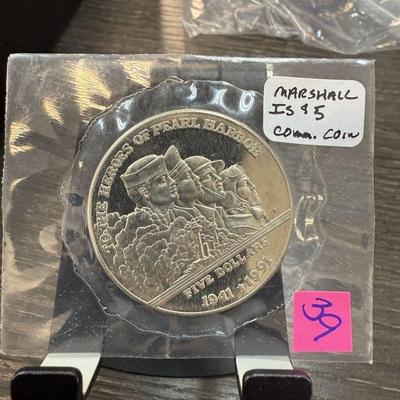 MARSHALL
IS $5
COMM. COIN
TO THE HEROES OF PEARL HARBOR
FIVE DOLLARS
1941 1991
39